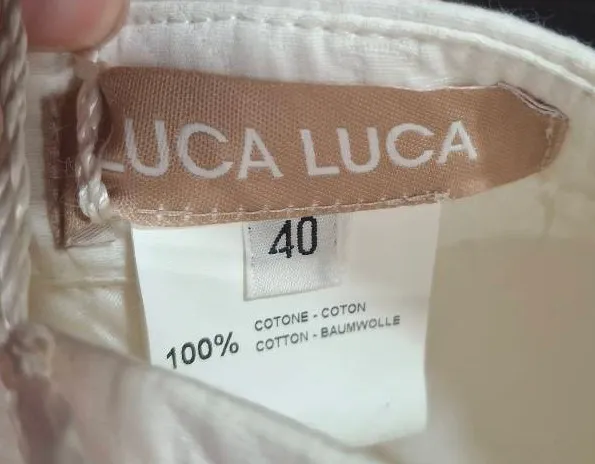 LUCA LUCA
40
COTONE - COTON
100% COTTON - BAUMWOLLE